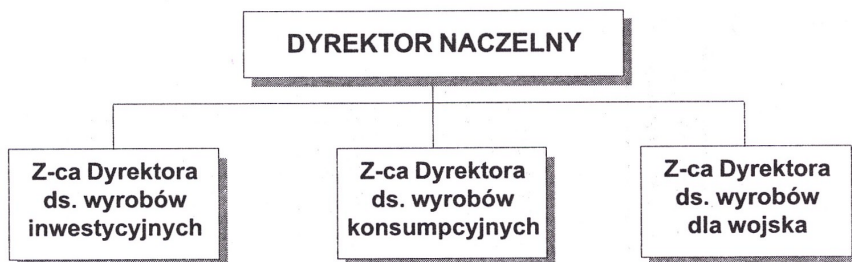 DYREKTOR NACZELNY
Z-ca Dyrektora
ds. wyrobów
inwestycyjnych
Z-ca Dyrektora
ds. wyrobów
konsumpcyjnych
Z-ca Dyrektora
ds. wyrobów
dla wojska